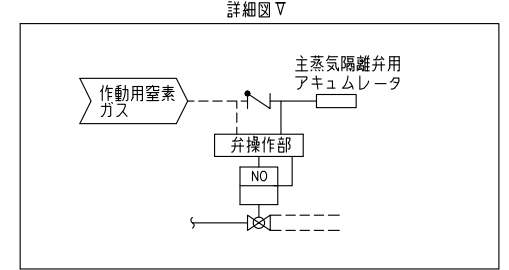 詳細図Ⅴ
主蒸気隔離弁用
アキュムレータ
作動用窒素
ガス
弁操作部
NO